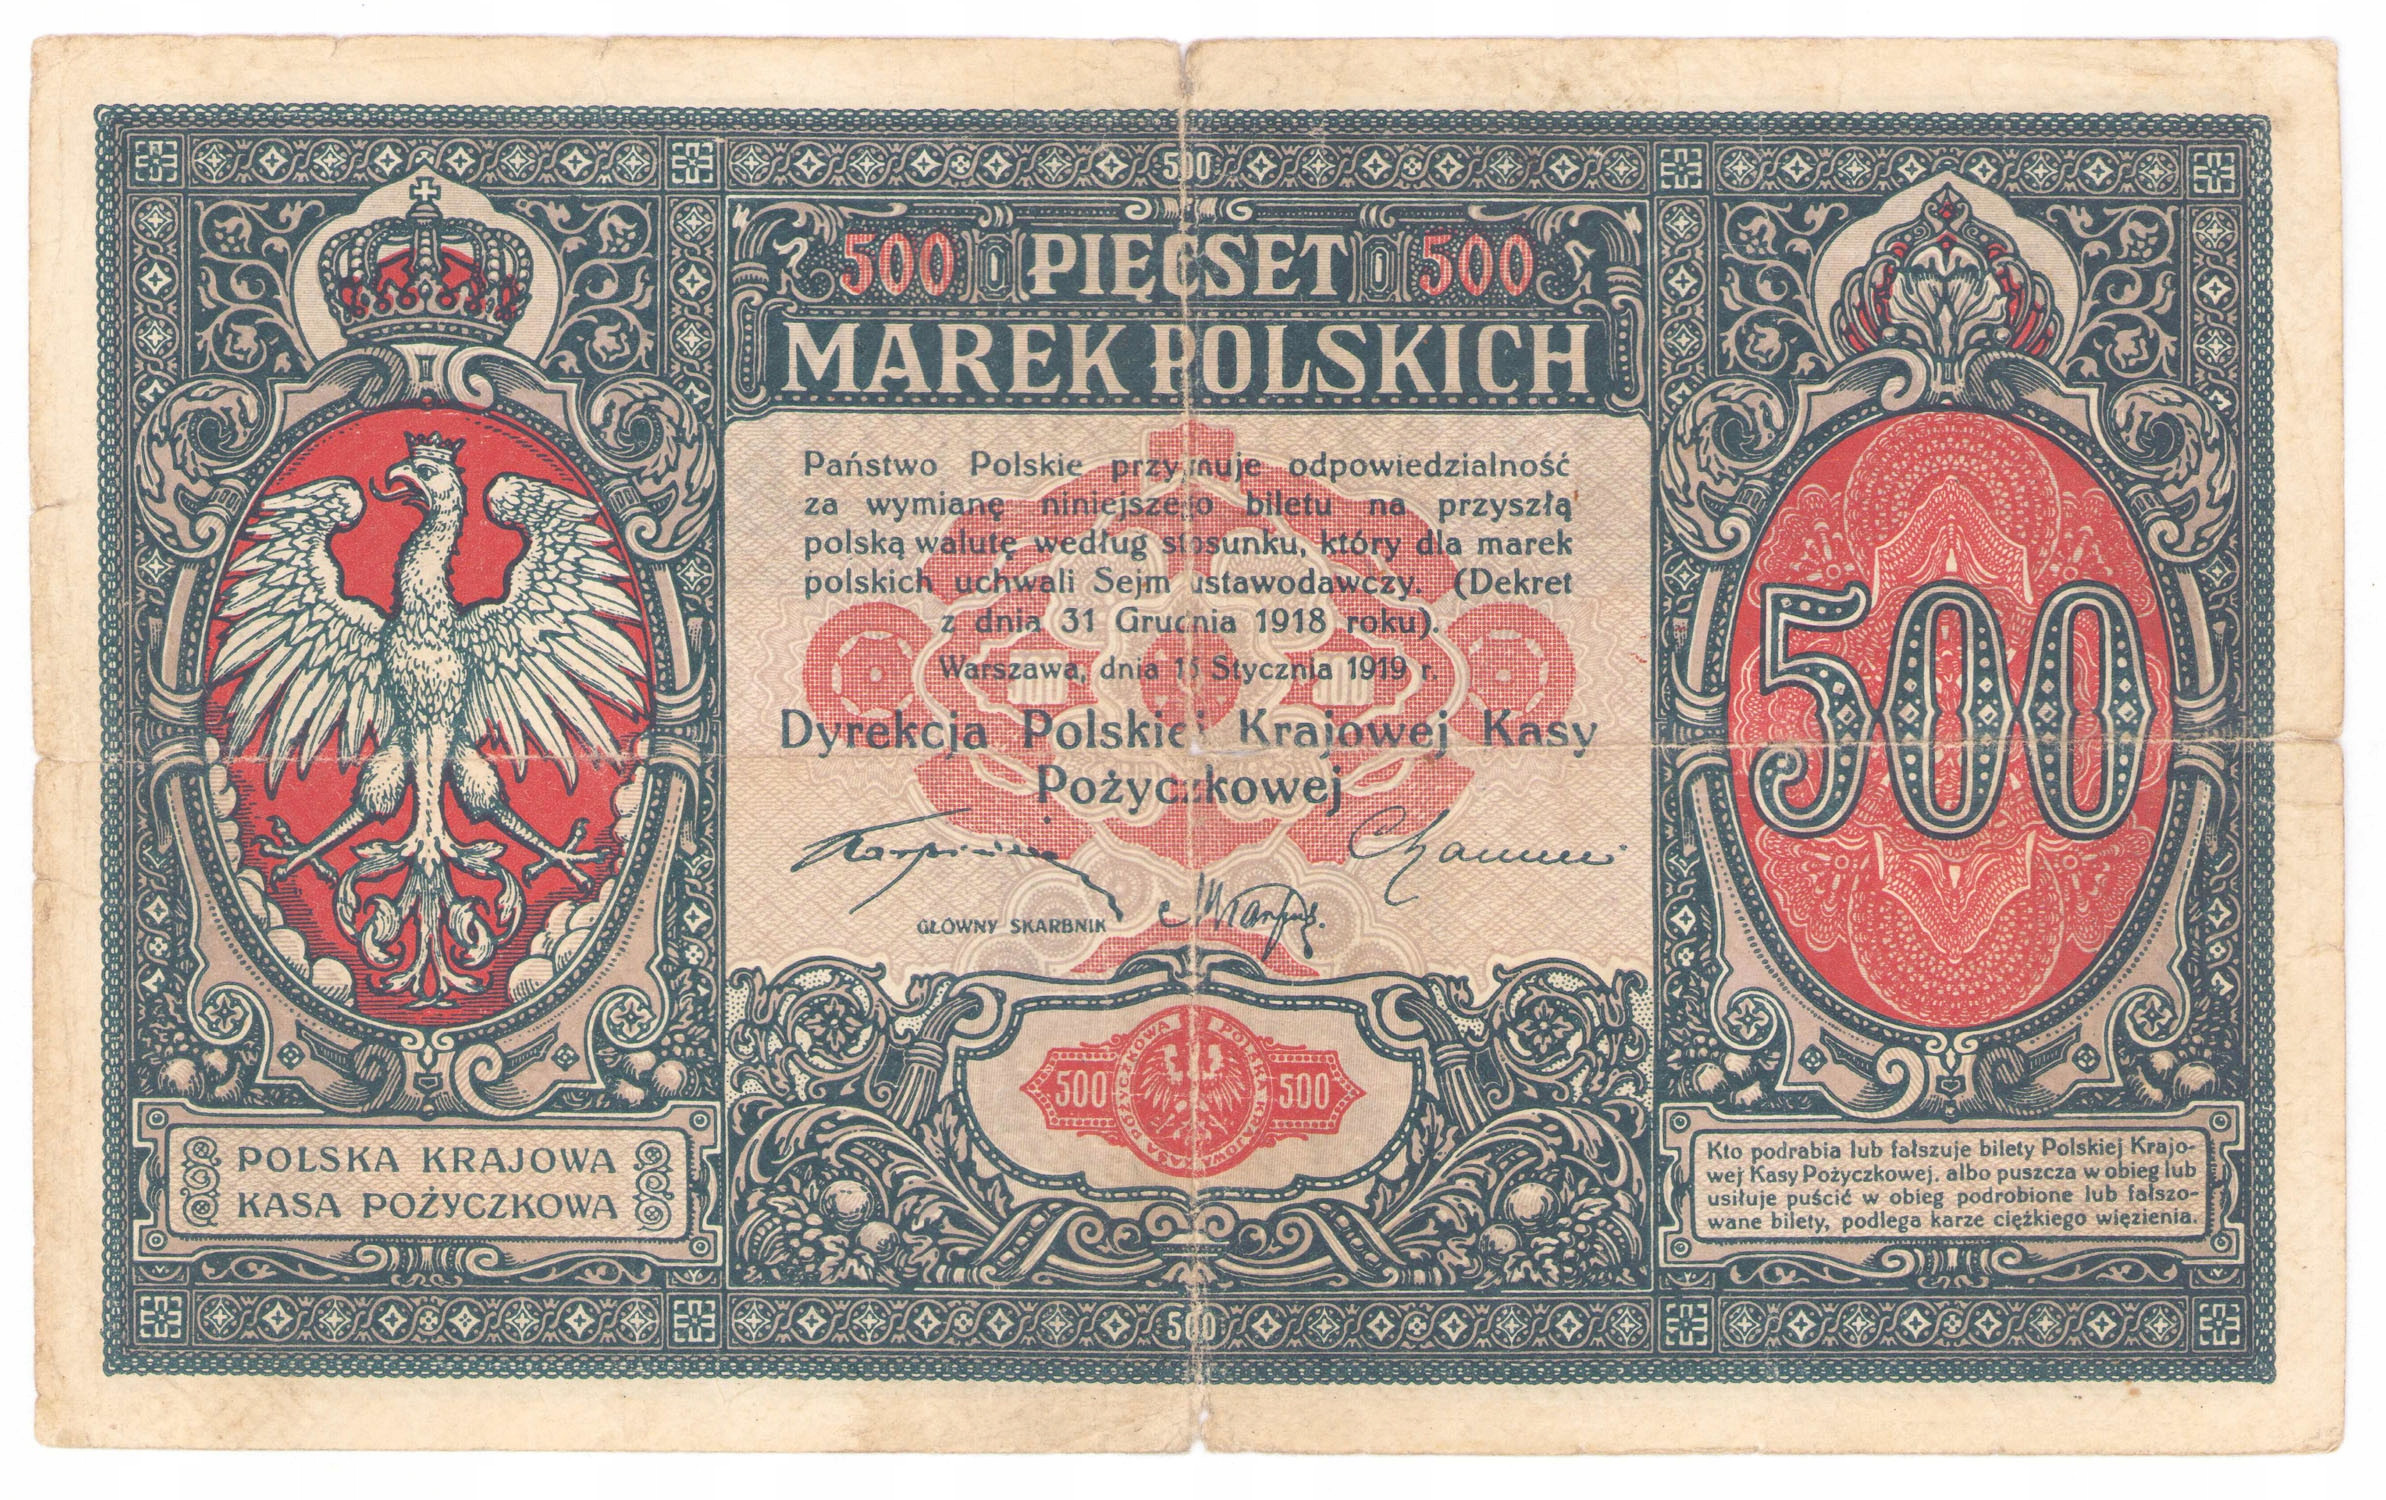 500
500 PIĘĆSET 500
MAREK POLSKICH
Państwo Polskie przyjmuje odpowiedzialność
za wymianę niniejszego biletu na przyszłą
polską walutę według stosunku, który dla marek
polskich uchwali Sejm ustawodawczy. (Dekret
z dnia 31 Grudnia 1918 roku).
Warszawa, dnia 15 Stycznia 1919 r.
Dyrekcja Polskiej Krajowej Kasy
Pożyczkowej
GŁÓWNY SKARBNIK
500
500 500
POLSKA KRAJOWA KASA POŻYCZKOWA
POLSKA KRAJOWA
KASA POŻYCZKOWA
Kto podrabia lub fałszuje bilety Polskiej Krajo-
wej Kasy Pożyczkowej, albo puszcza w obieg lub
usiłuje puścić w obieg podrobione lub fałszo-
wane bilety, podlega karze ciężkiego więzienia.
500